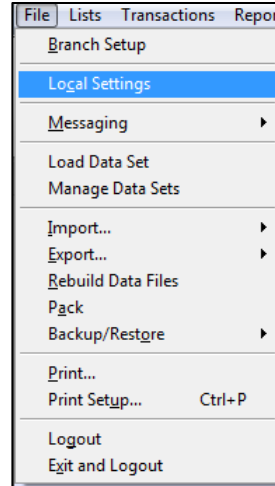 File Lists Transactions Repor
Branch Setup
Local Settings
Messaging
Load Data Set
Manage Data Sets
Import...
Export...
Rebuild Data Files
Pack
Backup/Restore
Print...
Print Setup... Ctrl+P
Logout
Exit and Logout